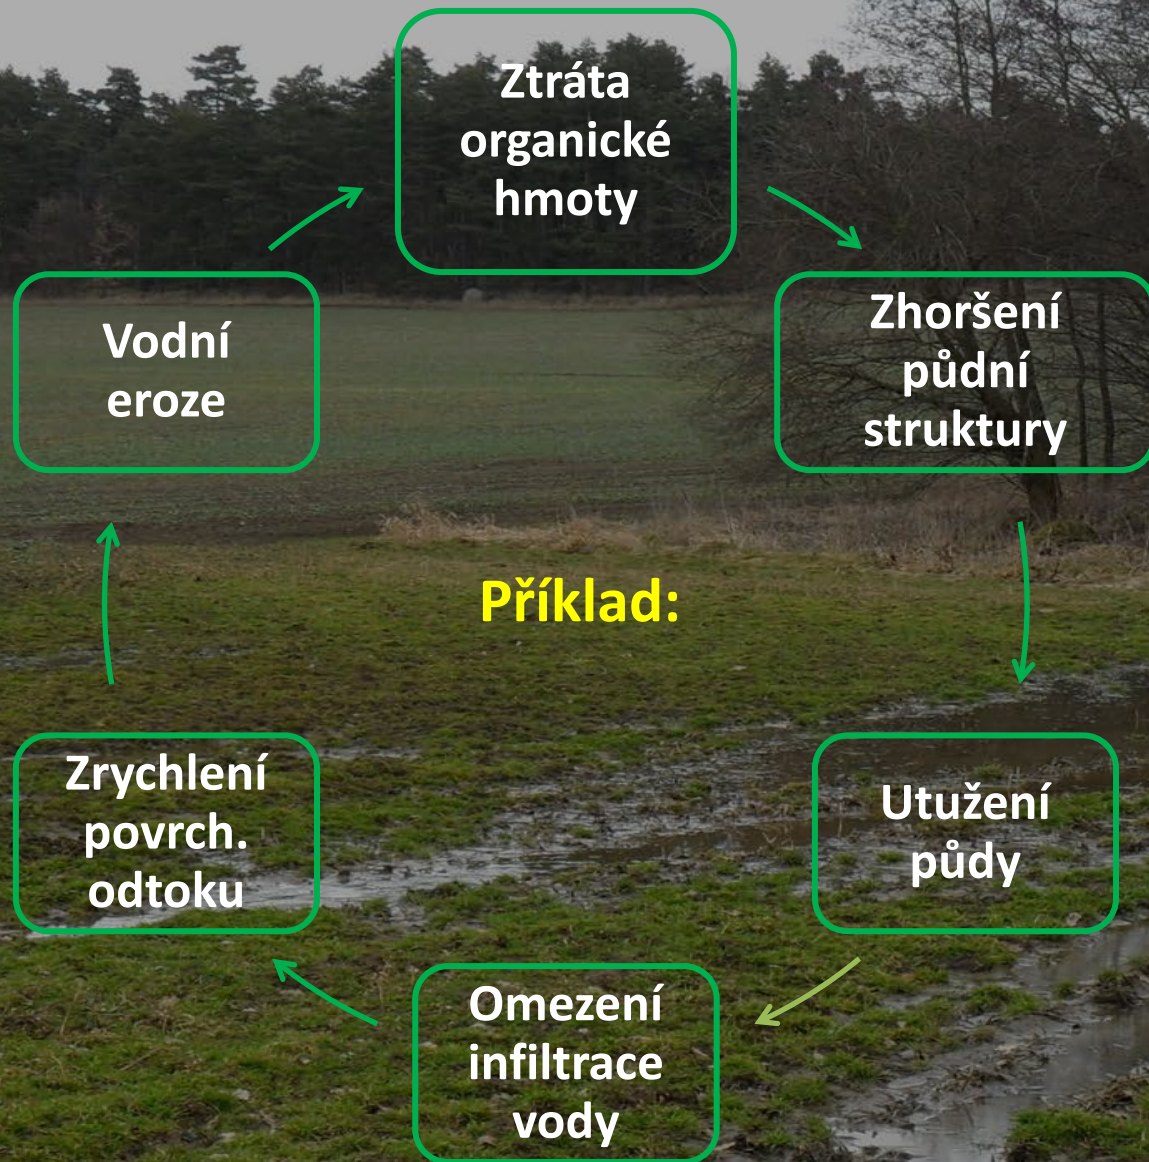 Ztráta
organické
hmoty
Zhoršení
půdní
struktury
Utužení
půdy
Omezení
infiltrace
vody
Zrychlení
povrch.
odtoku
Vodní
eroze
Příklad: